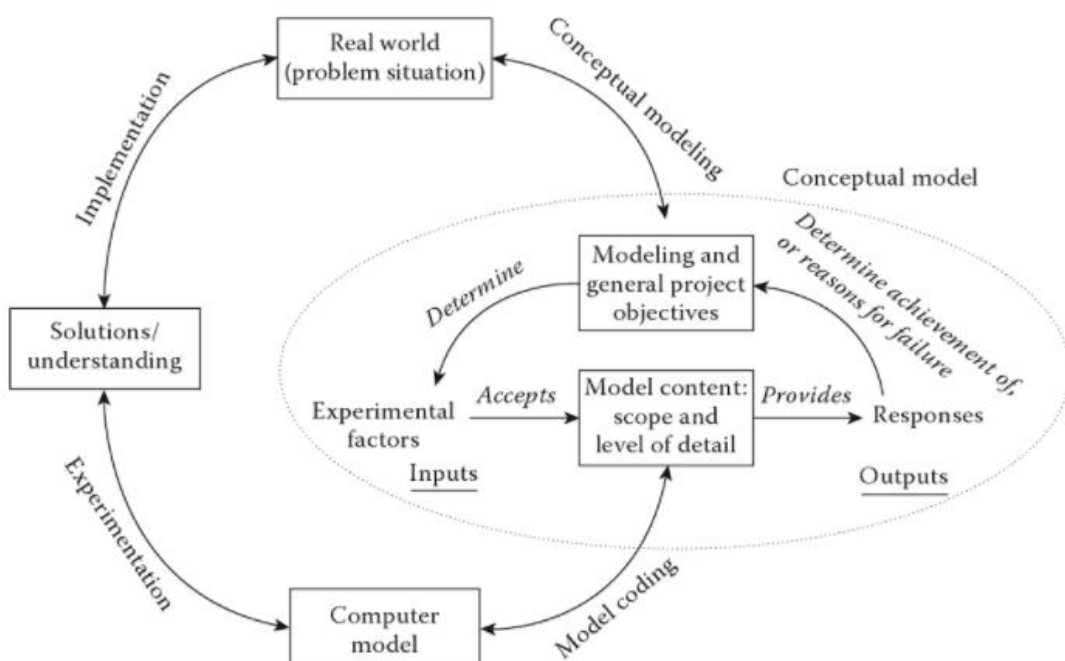 Real world
(problem situation)
Conceptual modeling
Implementation
Conceptual model
Determine achievement of,
or reasons for failure
Modeling and
general project
objectives
Determine
Solutions/
understanding
Experimental
factors
Accepts
Model content:
scope and
level of detail
Provides
Responses
Inputs
Outputs
Experimentation
Model coding
Computer
model